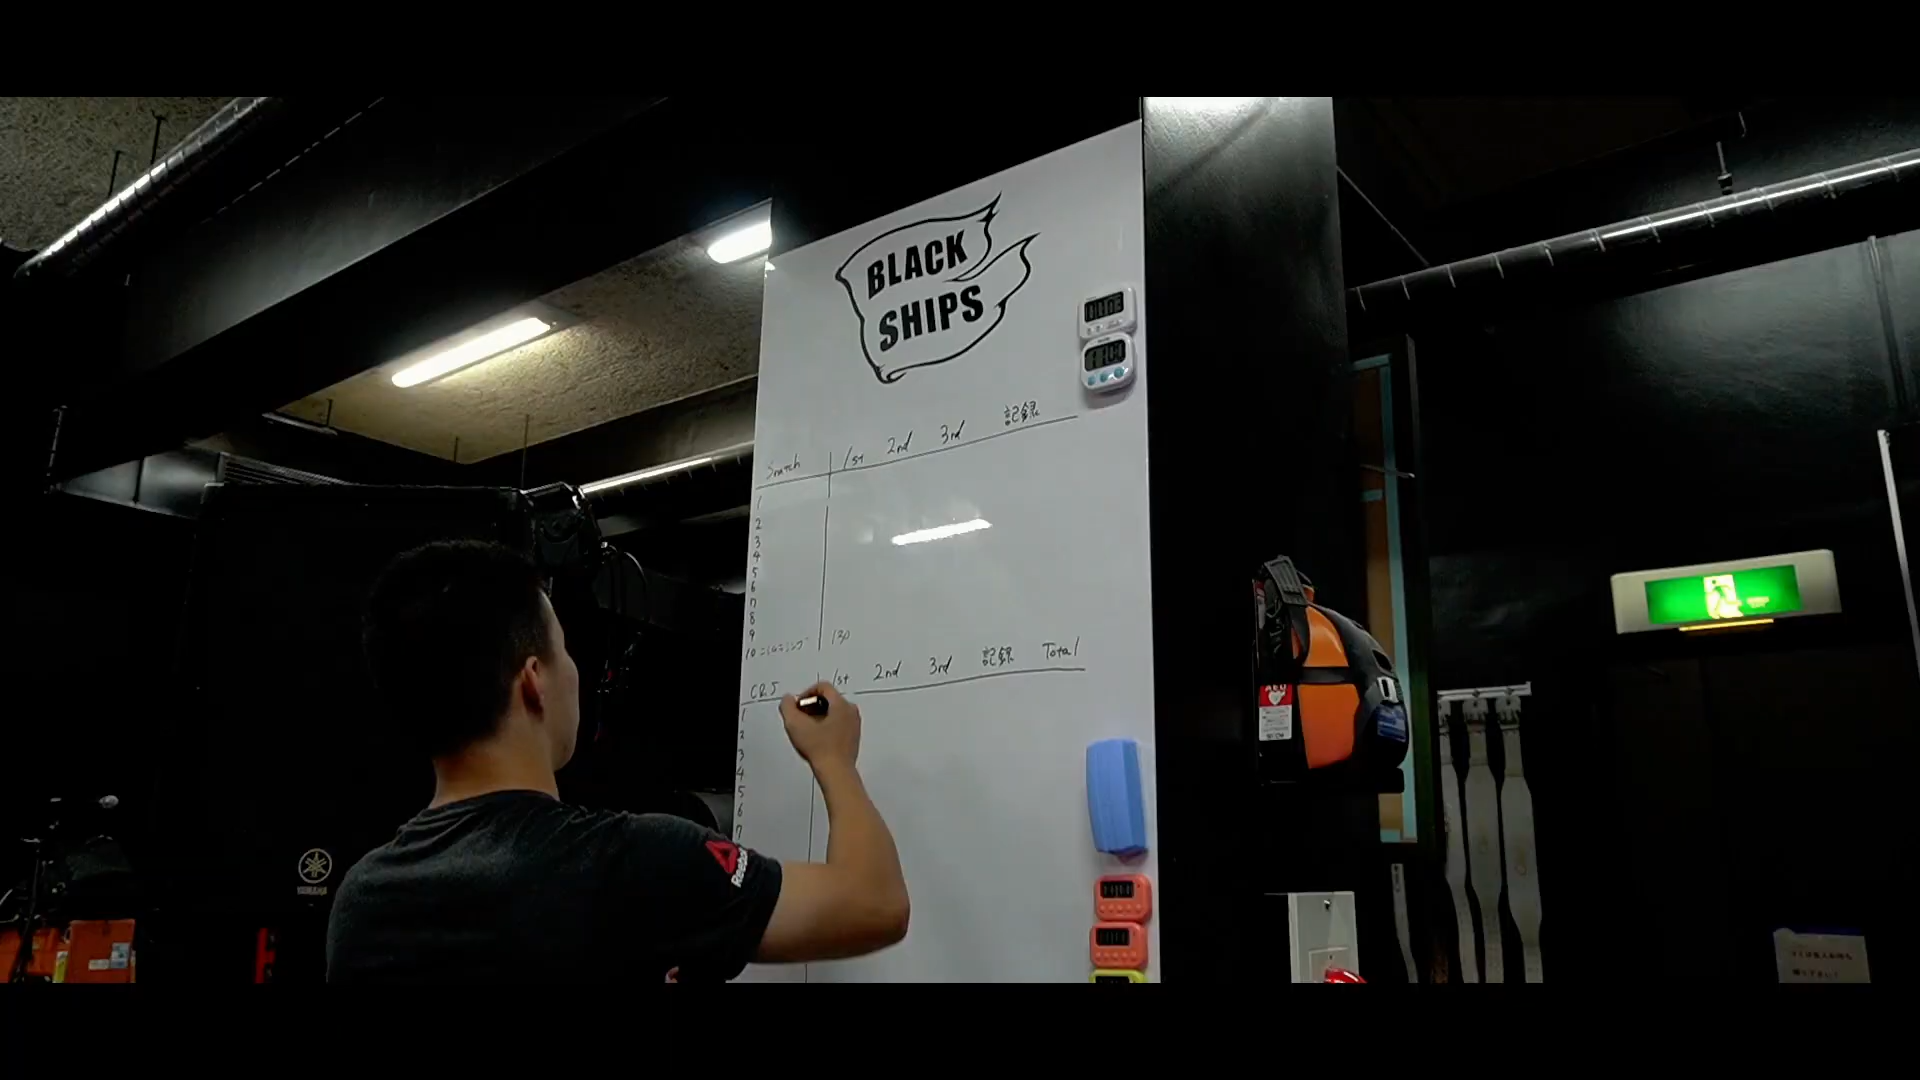 BLACK
SHIPS
Snatch 1st 2nd 3rd 記録
1
2
3
4
5
6
7
8
9 130
10
C&J 1st 2nd 3rd 記録 Total
1
2
3
4
5
6
7
Reebok
YAMAHA
AED